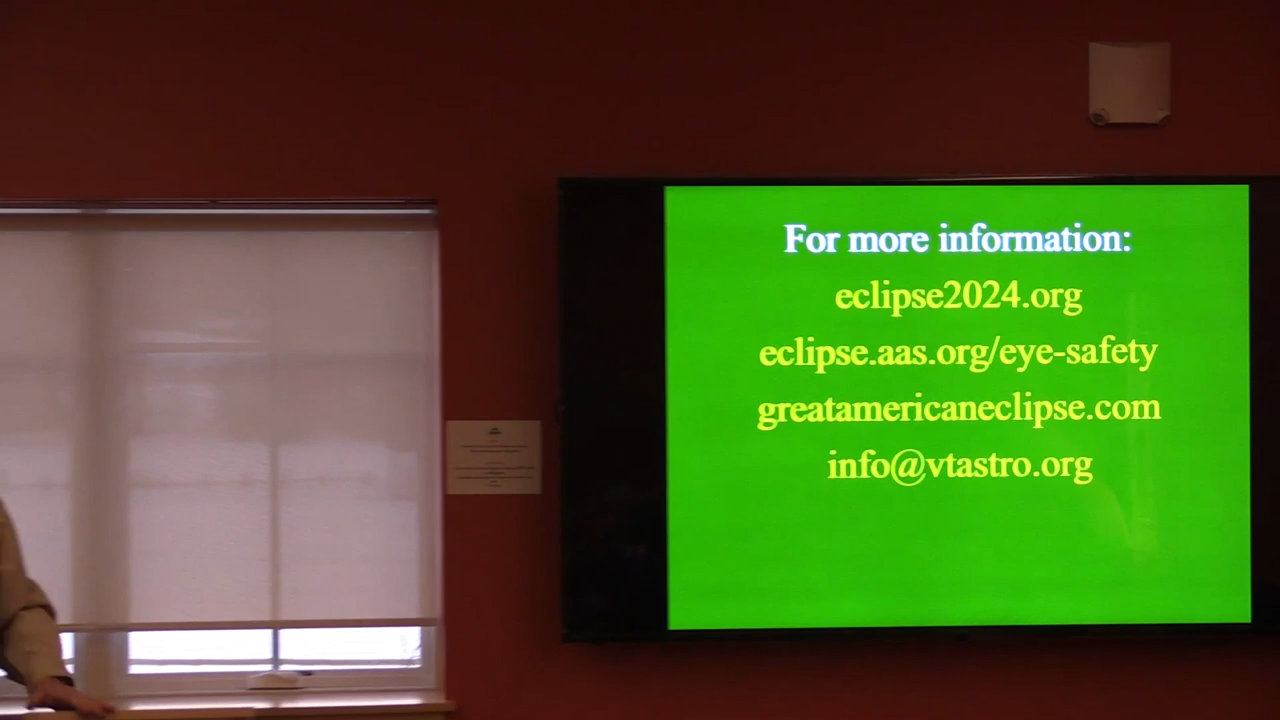 For more information:
eclipse2024.org
eclipse.aas.org/eye-safety
greatamericaneclipse.com
info@vtastro.org